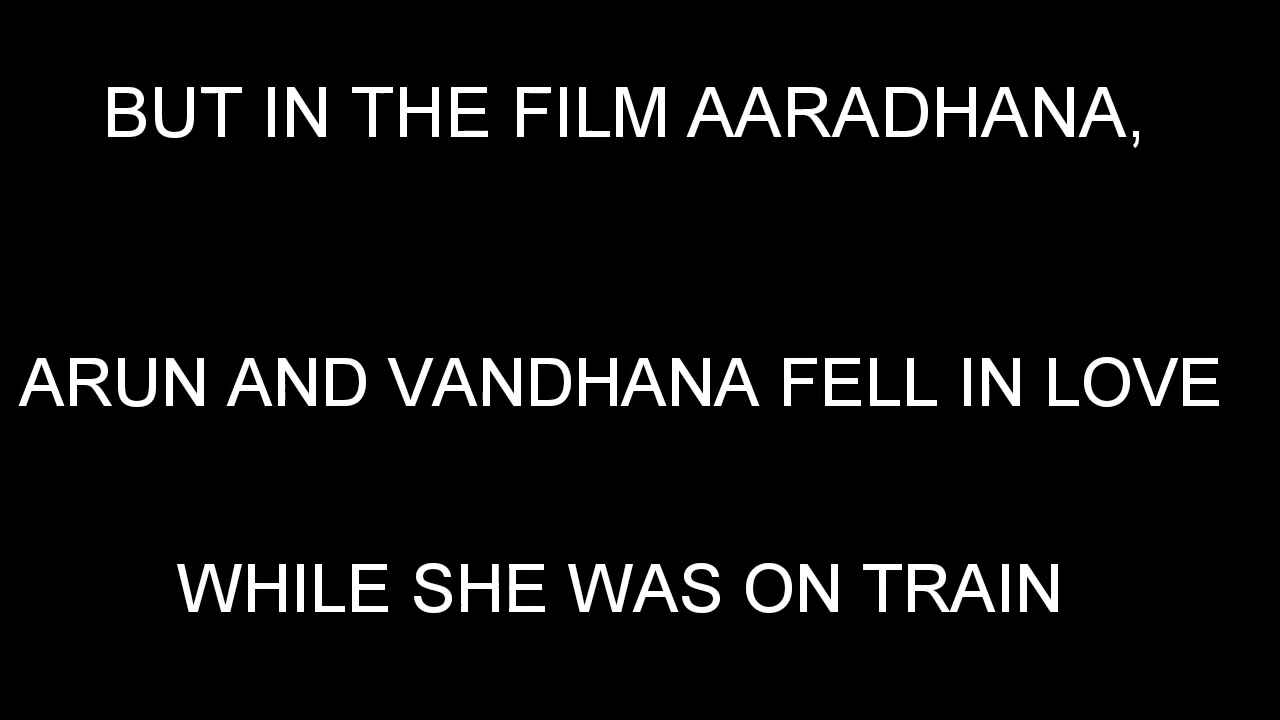 BUT IN THE FILM AARADHANA,
ARUN AND VANDHANA FELL IN LOVE
WHILE SHE WAS ON TRAIN